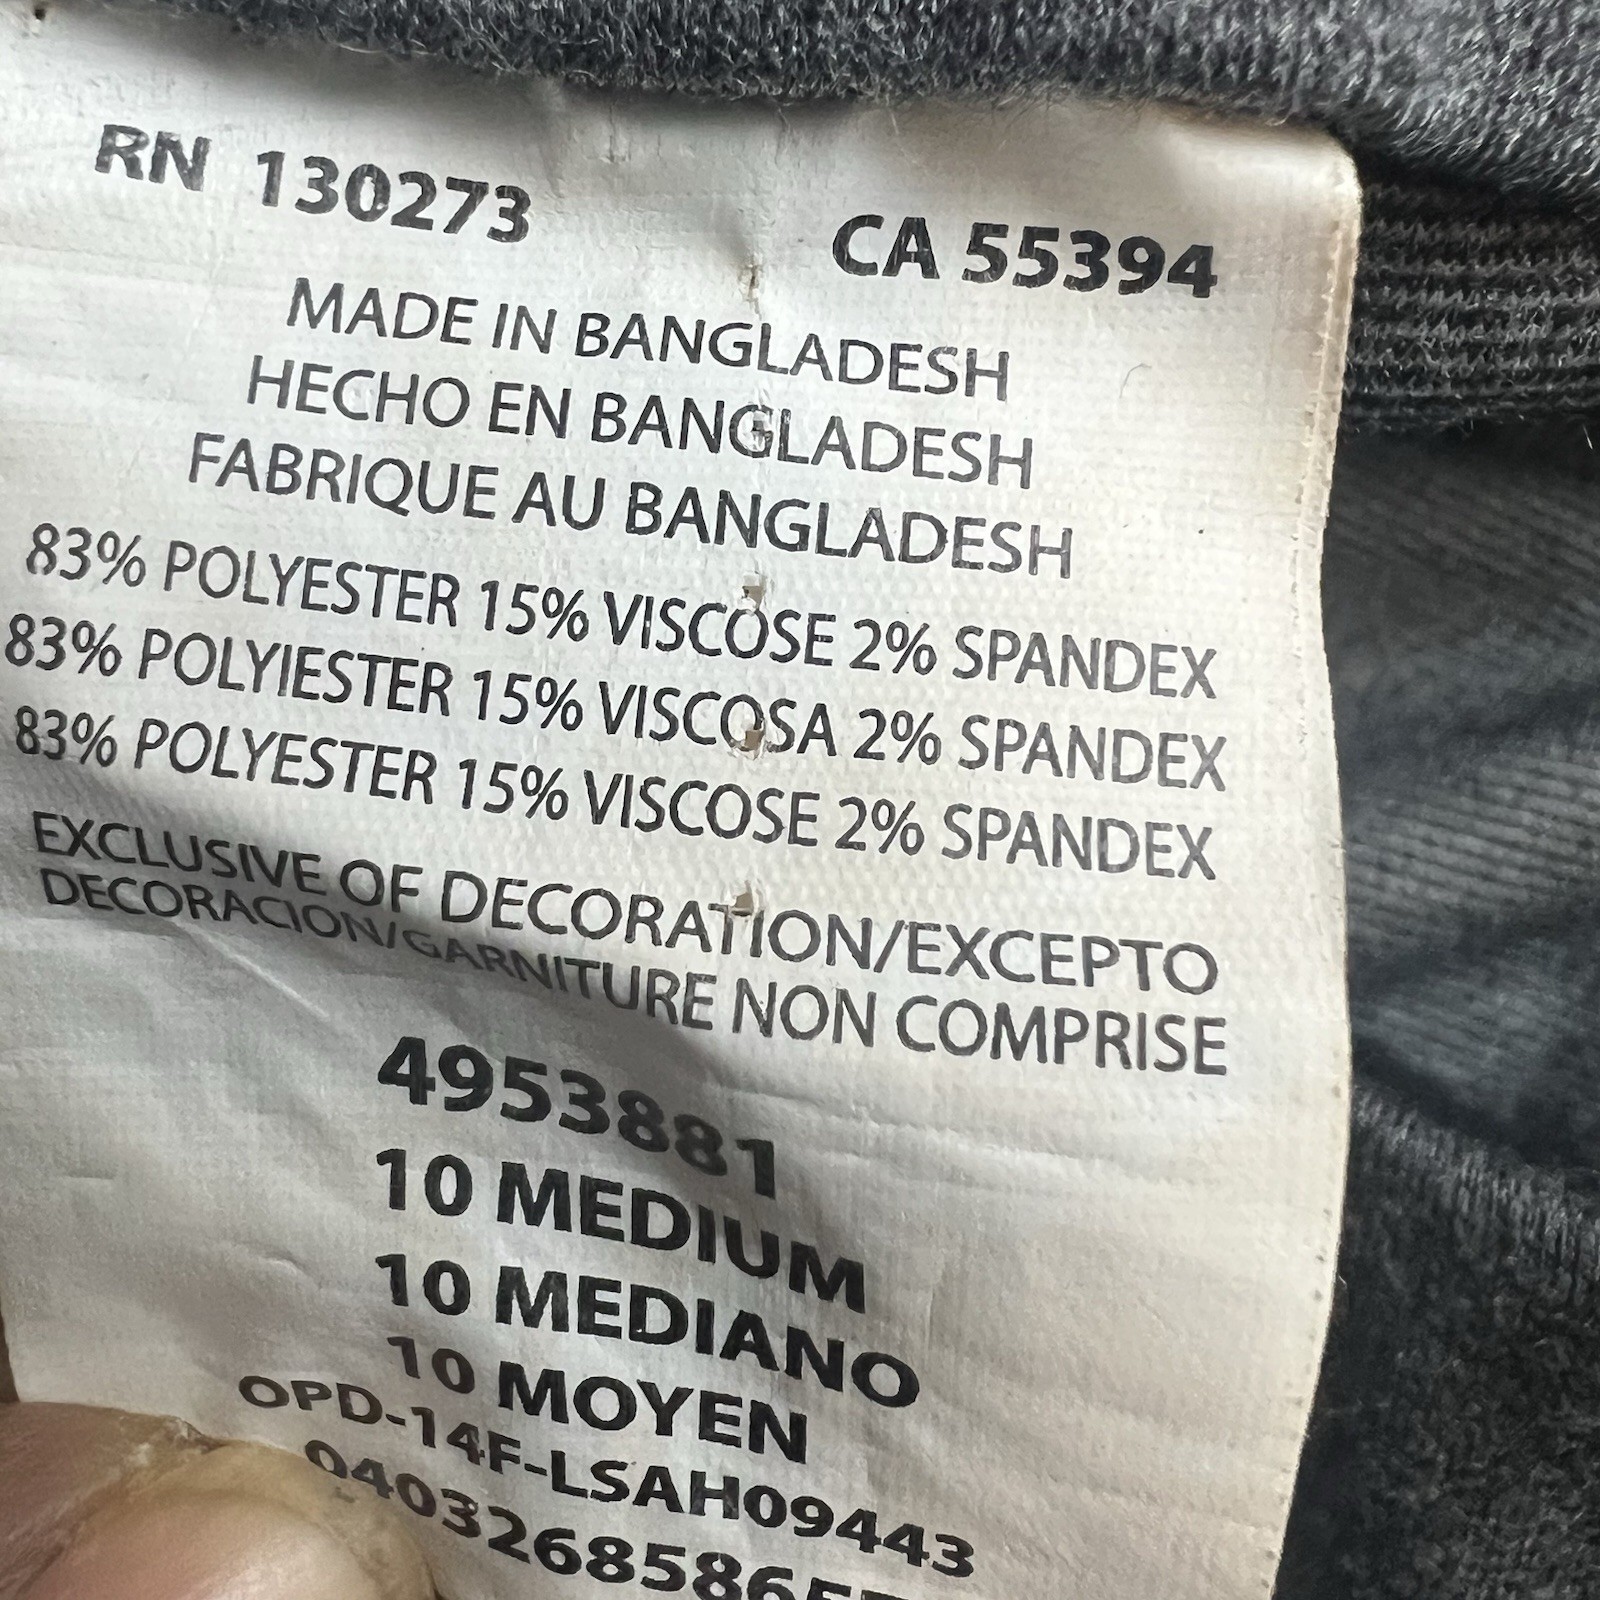 RN 130273
CA 55394
MADE IN BANGLADESH
HECHO EN BANGLADESH
FABRIQUE AU BANGLADESH
83% POLYESTER 15% VISCOSE 2% SPANDEX
83% POLYIESTER 15% VISCOSA 2% SPANDEX
83% POLYESTER 15% VISCOSE 2% SPANDEX
EXCLUSIVE OF DECORATION/EXCEPTO
DECORACION/GARNITURE NON COMPRISE
4953881
10 MEDIUM
10 MEDIANO
10 MOYEN
OPD-14F-LSAH09443